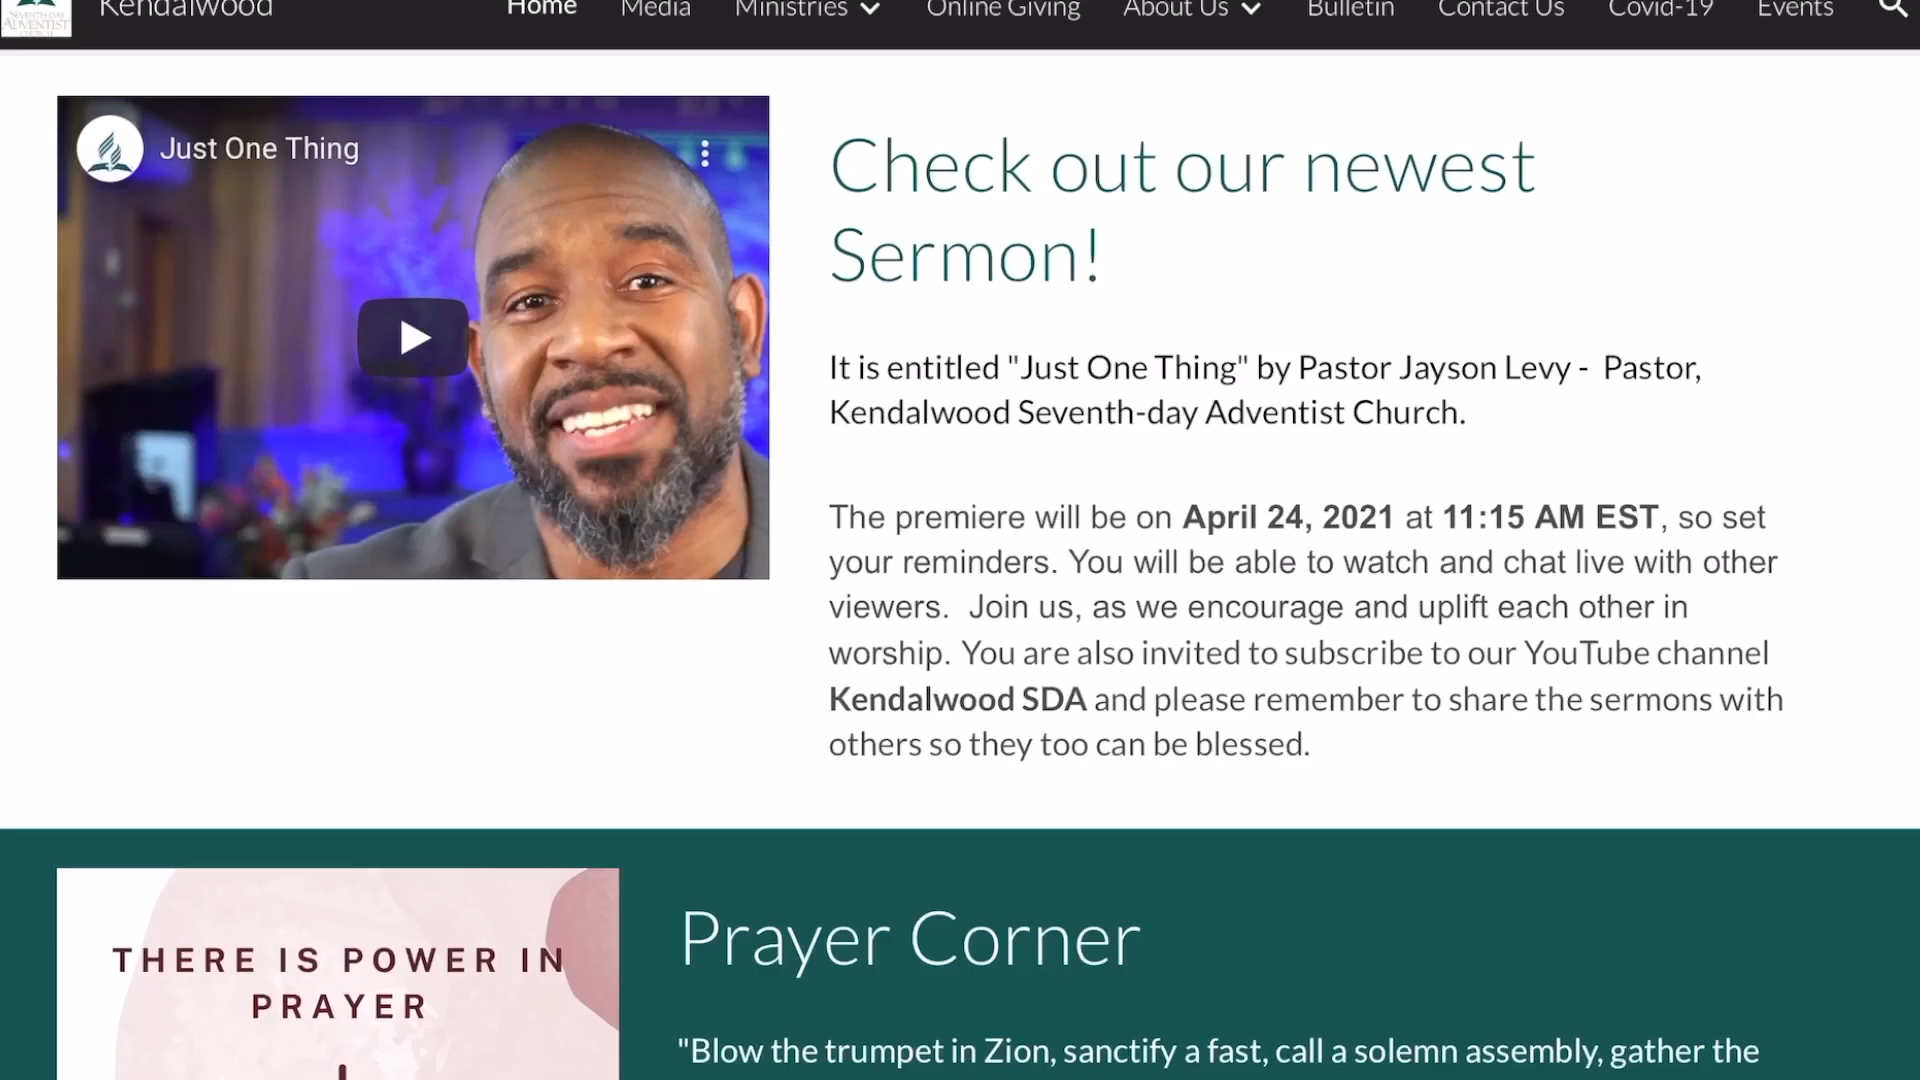 Kendalwood
Home Media Ministries Online Giving About Us Bulletin Contact Us Covid-19 Events
SEVENTH-DAY
ADVENTIST
CHURCH
Just One Thing
Check out our newest
Sermon!
It is entitled "Just One Thing" by Pastor Jayson Levy - Pastor,
Kendalwood Seventh-day Adventist Church.
The premiere will be on April 24, 2021 at 11:15 AM EST, so set
your reminders. You will be able to watch and chat live with other
viewers. Join us, as we encourage and uplift each other in
worship. You are also invited to subscribe to our YouTube channel
Kendalwood SDA and please remember to share the sermons with
others so they too can be blessed.
THERE IS POWER IN
PRAYER
Prayer Corner
"Blow the trumpet in Zion, sanctify a fast, call a solemn assembly, gather the